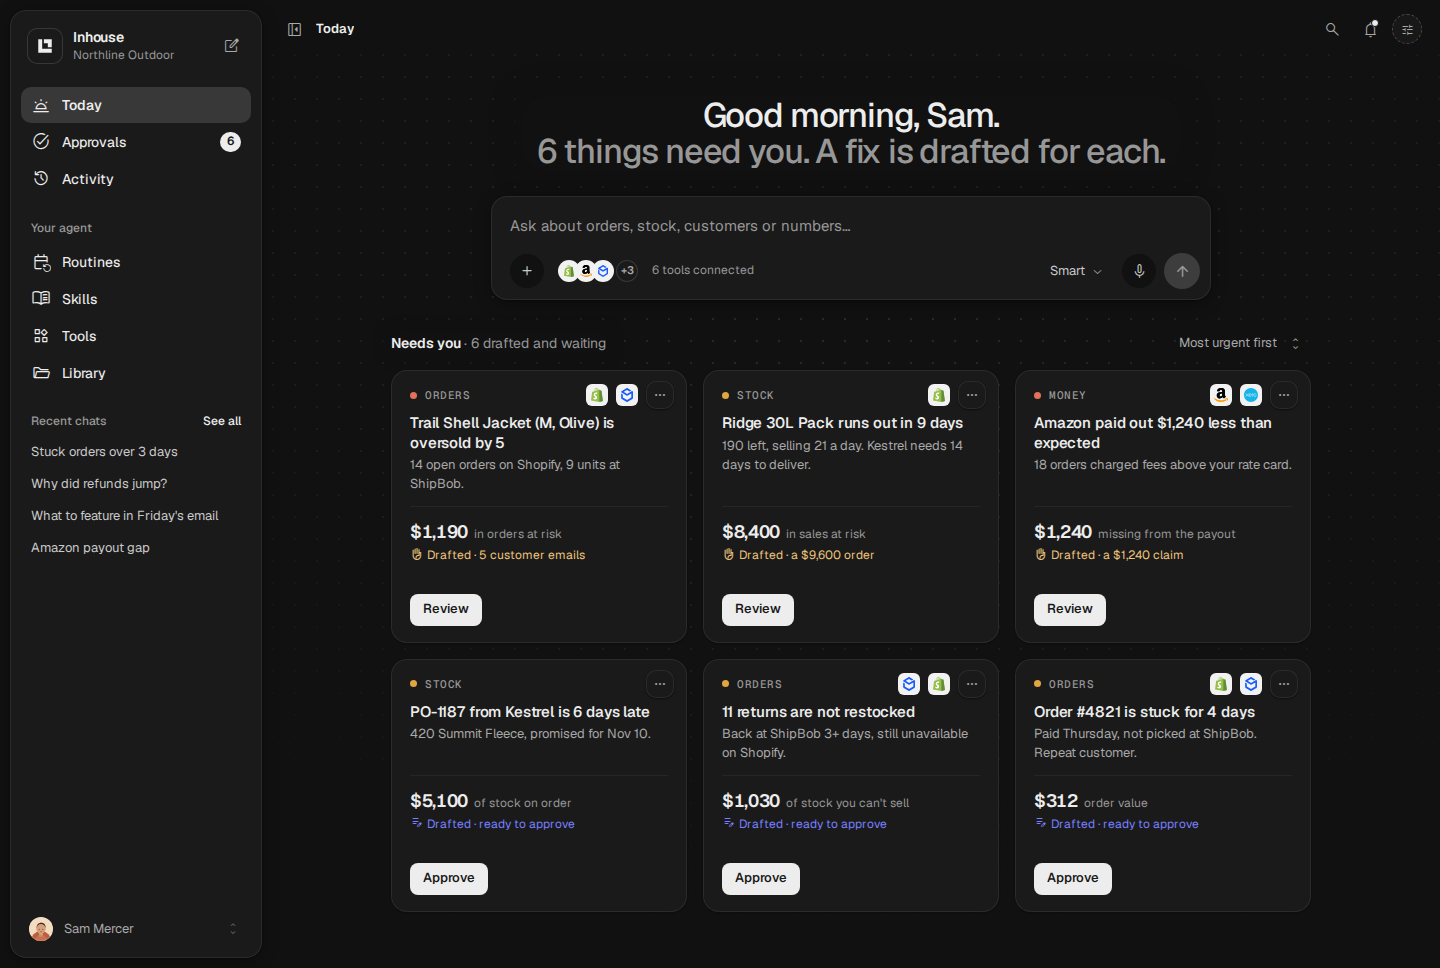 Inhouse
Northline Outdoor
Today
Approvals
6
Activity
Your agent
Routines
Skills
Tools
Library
Recent chats
See all
Stuck orders over 3 days
Why did refunds jump?
What to feature in Friday's email
Amazon payout gap
Sam Mercer
Today
Good morning, Sam.
6 things need you. A fix is drafted for each.
Ask about orders, stock, customers or numbers...
+3
6 tools connected
Smart
Needs you · 6 drafted and waiting
Most urgent first
ORDERS
Trail Shell Jacket (M, Olive) is
oversold by 5
14 open orders on Shopify, 9 units at
ShipBob.
$1,190 in orders at risk
Drafted · 5 customer emails
Review
STOCK
Ridge 30L Pack runs out in 9 days
190 left, selling 21 a day. Kestrel needs 14
days to deliver.
$8,400 in sales at risk
Drafted · a $9,600 order
Review
MONEY
Amazon paid out $1,240 less than
expected
18 orders charged fees above your rate card.
$1,240 missing from the payout
Drafted · a $1,240 claim
Review
STOCK
PO-1187 from Kestrel is 6 days late
420 Summit Fleece, promised for Nov 10.
$5,100 of stock on order
Drafted · ready to approve
Approve
ORDERS
11 returns are not restocked
Back at ShipBob 3+ days, still unavailable
on Shopify.
$1,030 of stock you can't sell
Drafted · ready to approve
Approve
ORDERS
Order #4821 is stuck for 4 days
Paid Thursday, not picked at ShipBob.
Repeat customer.
$312 order value
Drafted · ready to approve
Approve